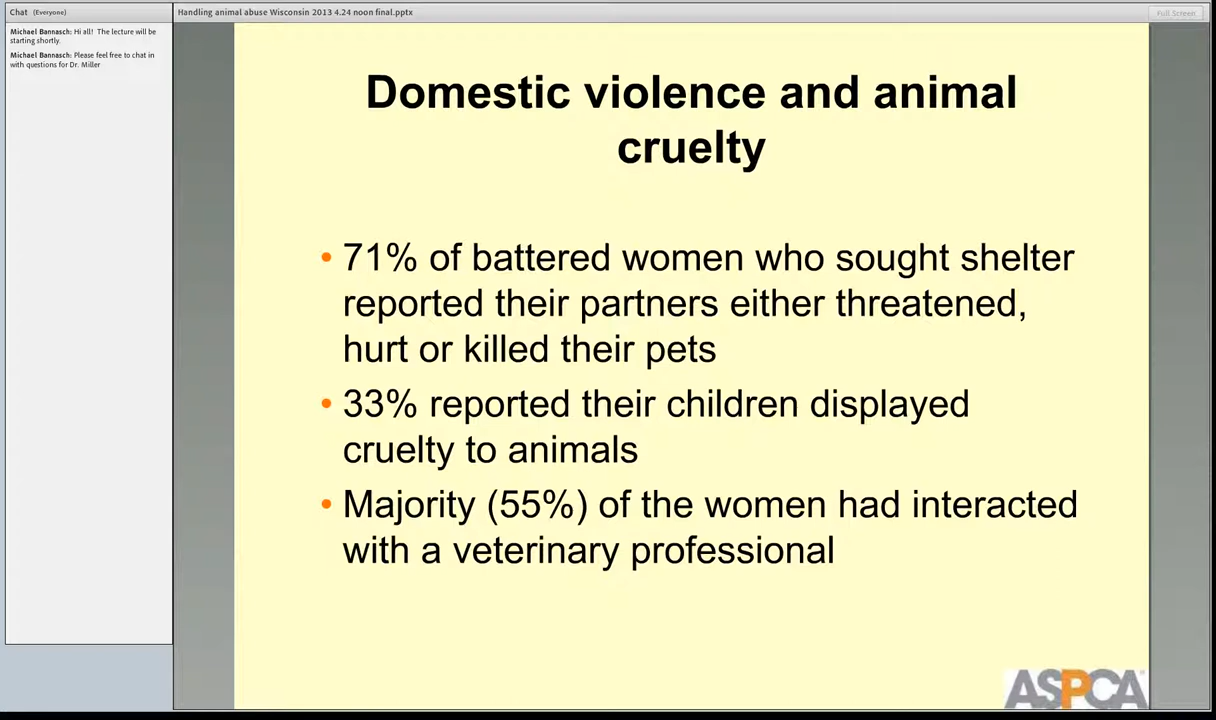 Chat (Everyone)
Michael Bannasch: Hi all! The lecture will be
starting shortly.
Michael Bannasch: Please feel free to chat in
with questions for Dr. Miller
Handling animal abuse Wisconsin 2013 4.24 noon final.pptx
Full Screen
Domestic violence and animal
cruelty
• 71% of battered women who sought shelter
reported their partners either threatened,
hurt or killed their pets
• 33% reported their children displayed
cruelty to animals
• Majority (55%) of the women had interacted
with a veterinary professional
ASPCA